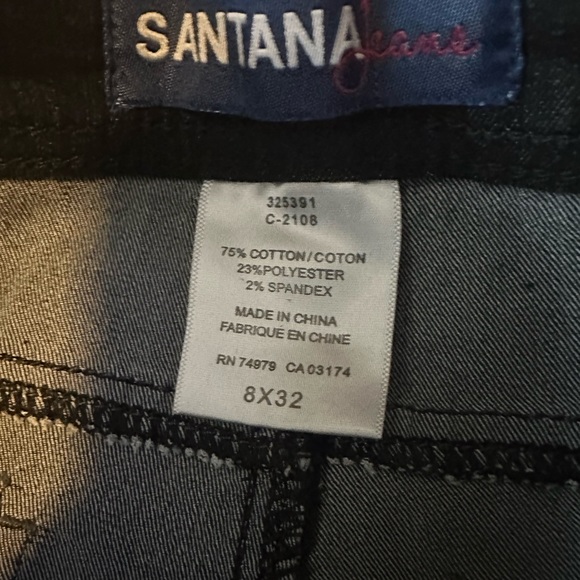 SANTANA Jeans
325391
C-2108
75% COTTON/COTON
23%POLYESTER
2% SPANDEX
MADE IN CHINA
FABRIQUÉ EN CHINE
RN 74979 CA 03174
8X32